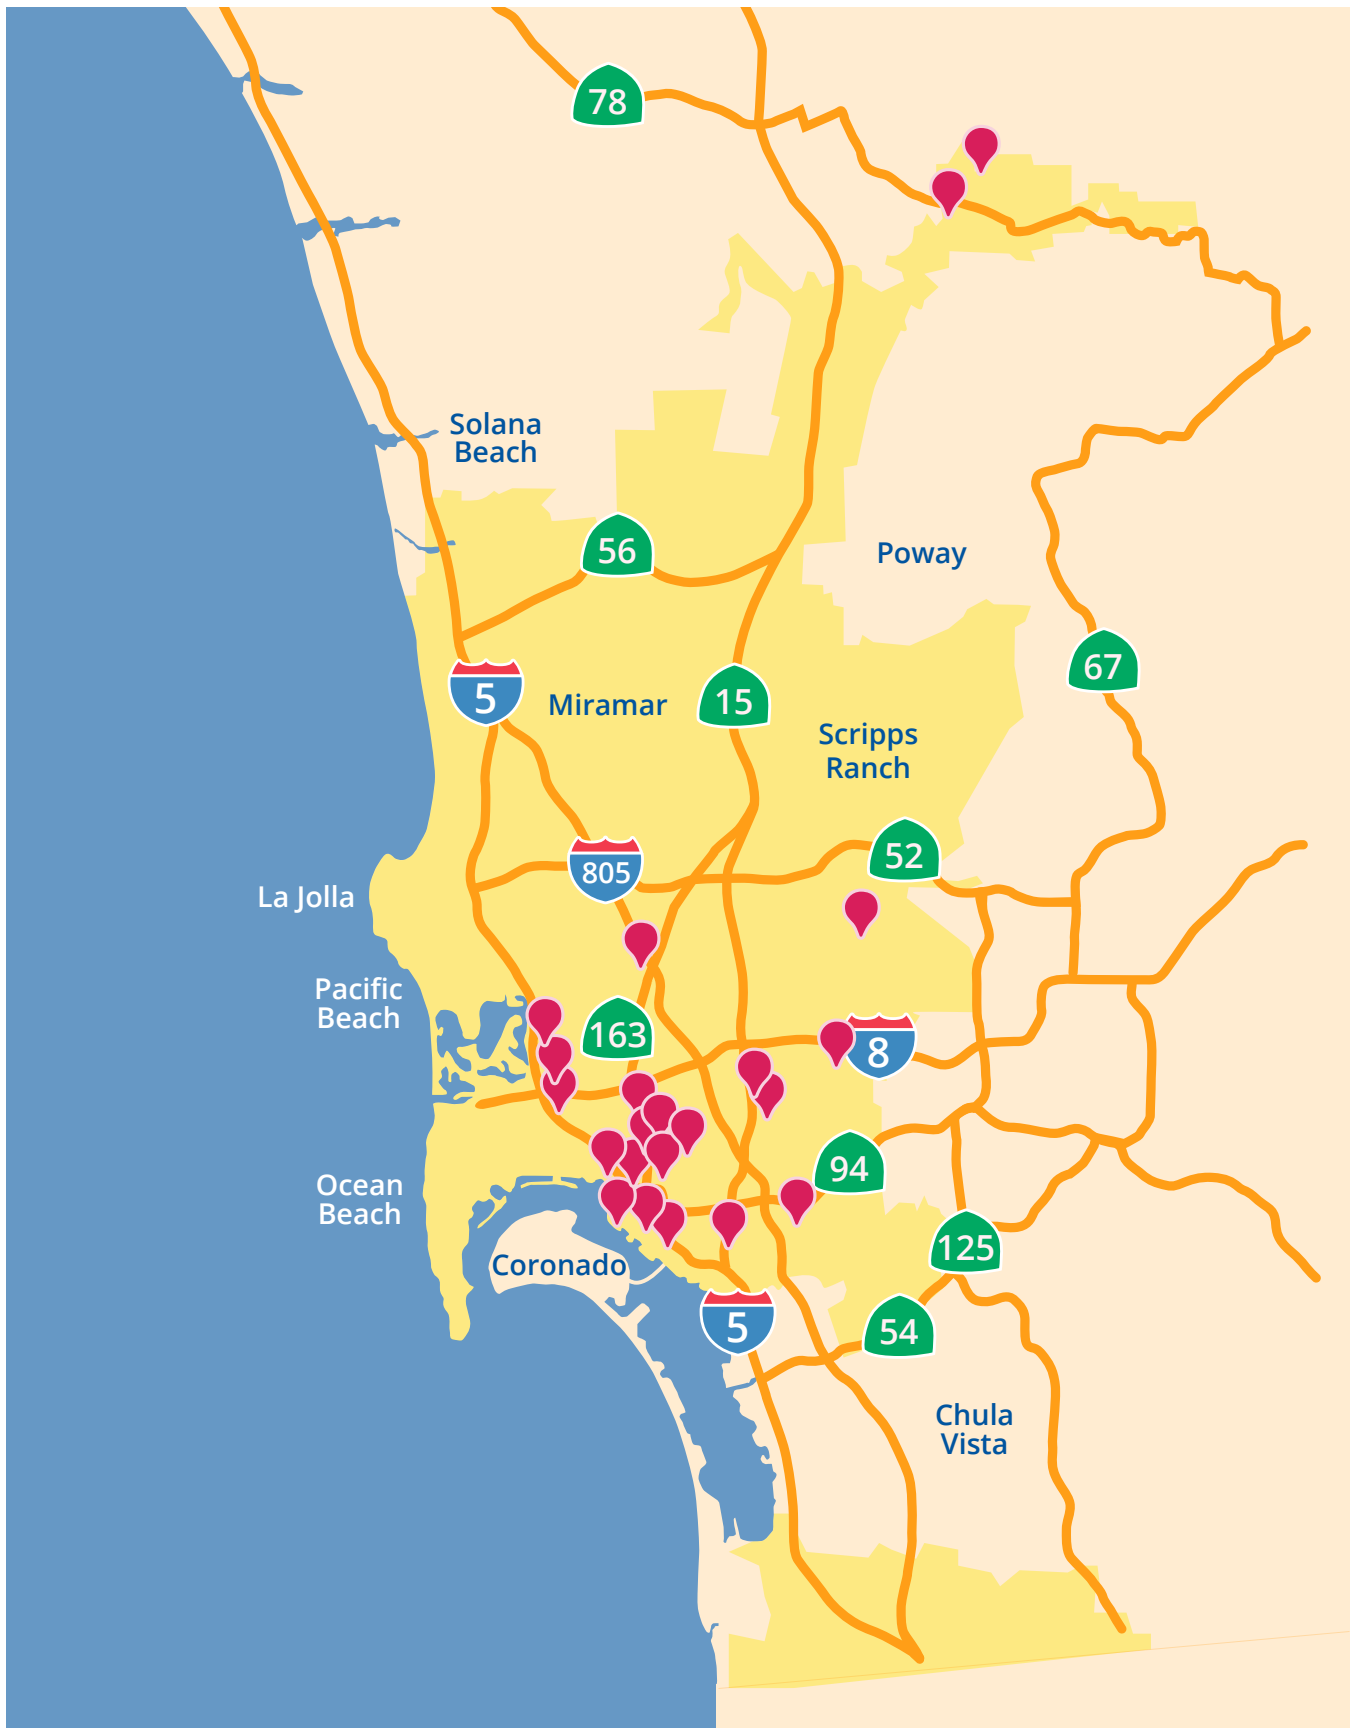 78
Solana
Beach
56
Poway
67
5
Miramar
15
Scripps
Ranch
52
805
La Jolla
Pacific
Beach
163
8
94
Ocean
Beach
125
Coronado
5
54
Chula
Vista